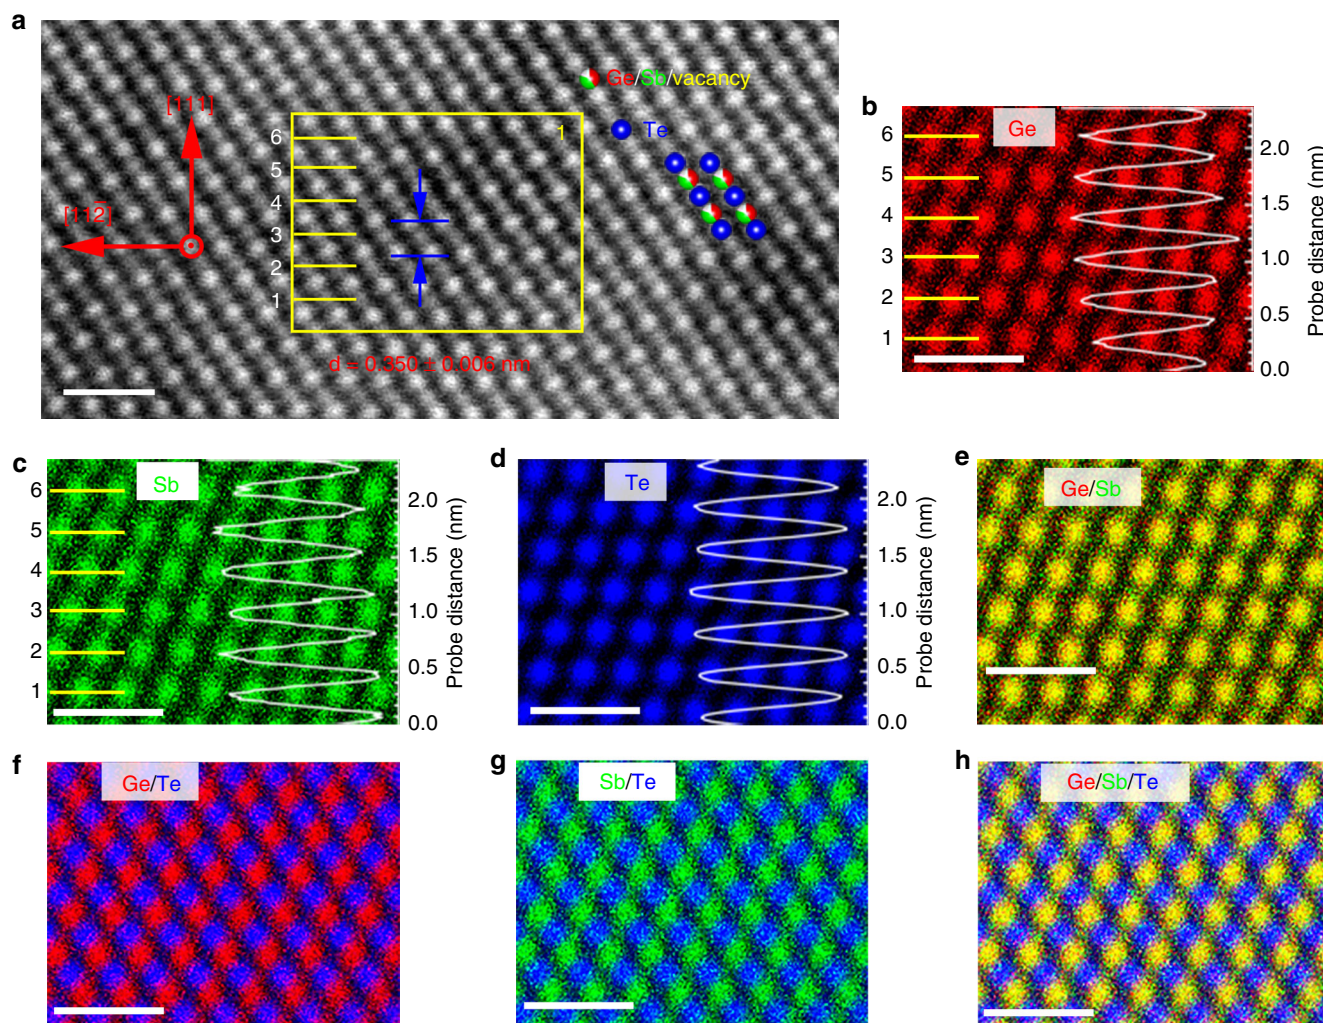 a
Ge/Sb/vacancy
[111]
[112̄]
6
5
4
3
2
1
1
Te
d = 0.350 ± 0.006 nm
b
Ge
6
5
4
3
2
1
2.0
1.5
1.0
0.5
0.0
Probe distance (nm)
c
Sb
6
5
4
3
2
1
2.0
1.5
1.0
0.5
0.0
Probe distance (nm)
d
Te
2.0
1.5
1.0
0.5
0.0
Probe distance (nm)
e
Ge/Sb
f
Ge/Te
g
Sb/Te
h
Ge/Sb/Te